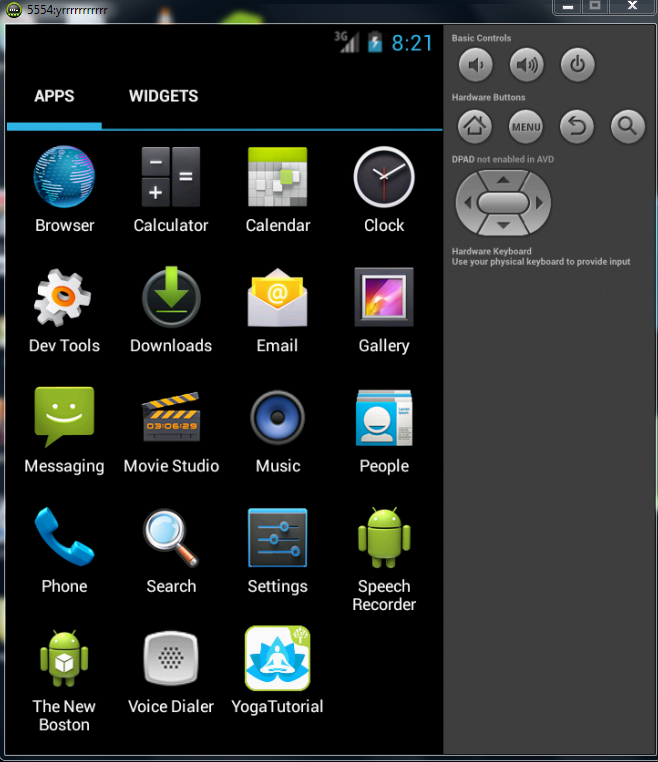 5554:yrrrrrrrrrrr
3G 8:21
APPS WIDGETS
Browser Calculator Calendar Clock
Dev Tools Downloads Email Gallery
03:06:29
Messaging Movie Studio Music People
Phone Search Settings Speech Recorder
The New Boston Voice Dialer YogaTutorial
Basic Controls
Hardware Buttons
MENU
DPAD not enabled in AVD
Hardware Keyboard
Use your physical keyboard to provide input